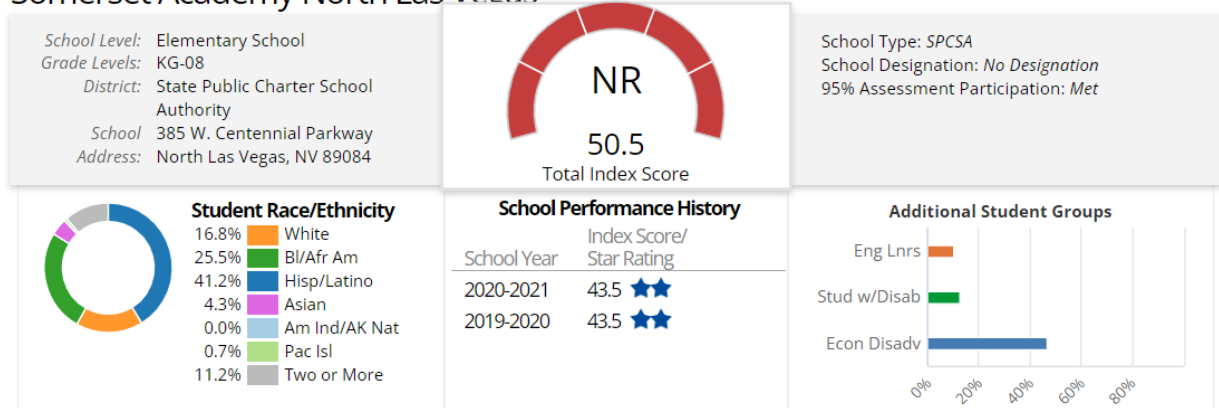 Somerset Academy North Las Vegas
School Level: Elementary School
Grade Levels: KG-08
District: State Public Charter School
Authority
School 385 W. Centennial Parkway
Address: North Las Vegas, NV 89084
NR
50.5
Total Index Score
School Type: SPCSA
School Designation: No Designation
95% Assessment Participation: Met
Student Race/Ethnicity
16.8% White
25.5% Bl/Afr Am
41.2% Hisp/Latino
4.3% Asian
0.0% Am Ind/AK Nat
0.7% Pac Isl
11.2% Two or More
School Performance History
Index Score/
School Year Star Rating
2020-2021 43.5
2019-2020 43.5
Additional Student Groups
Eng Lnrs
Stud w/Disab
Econ Disadv
0% 20% 40% 60% 80%